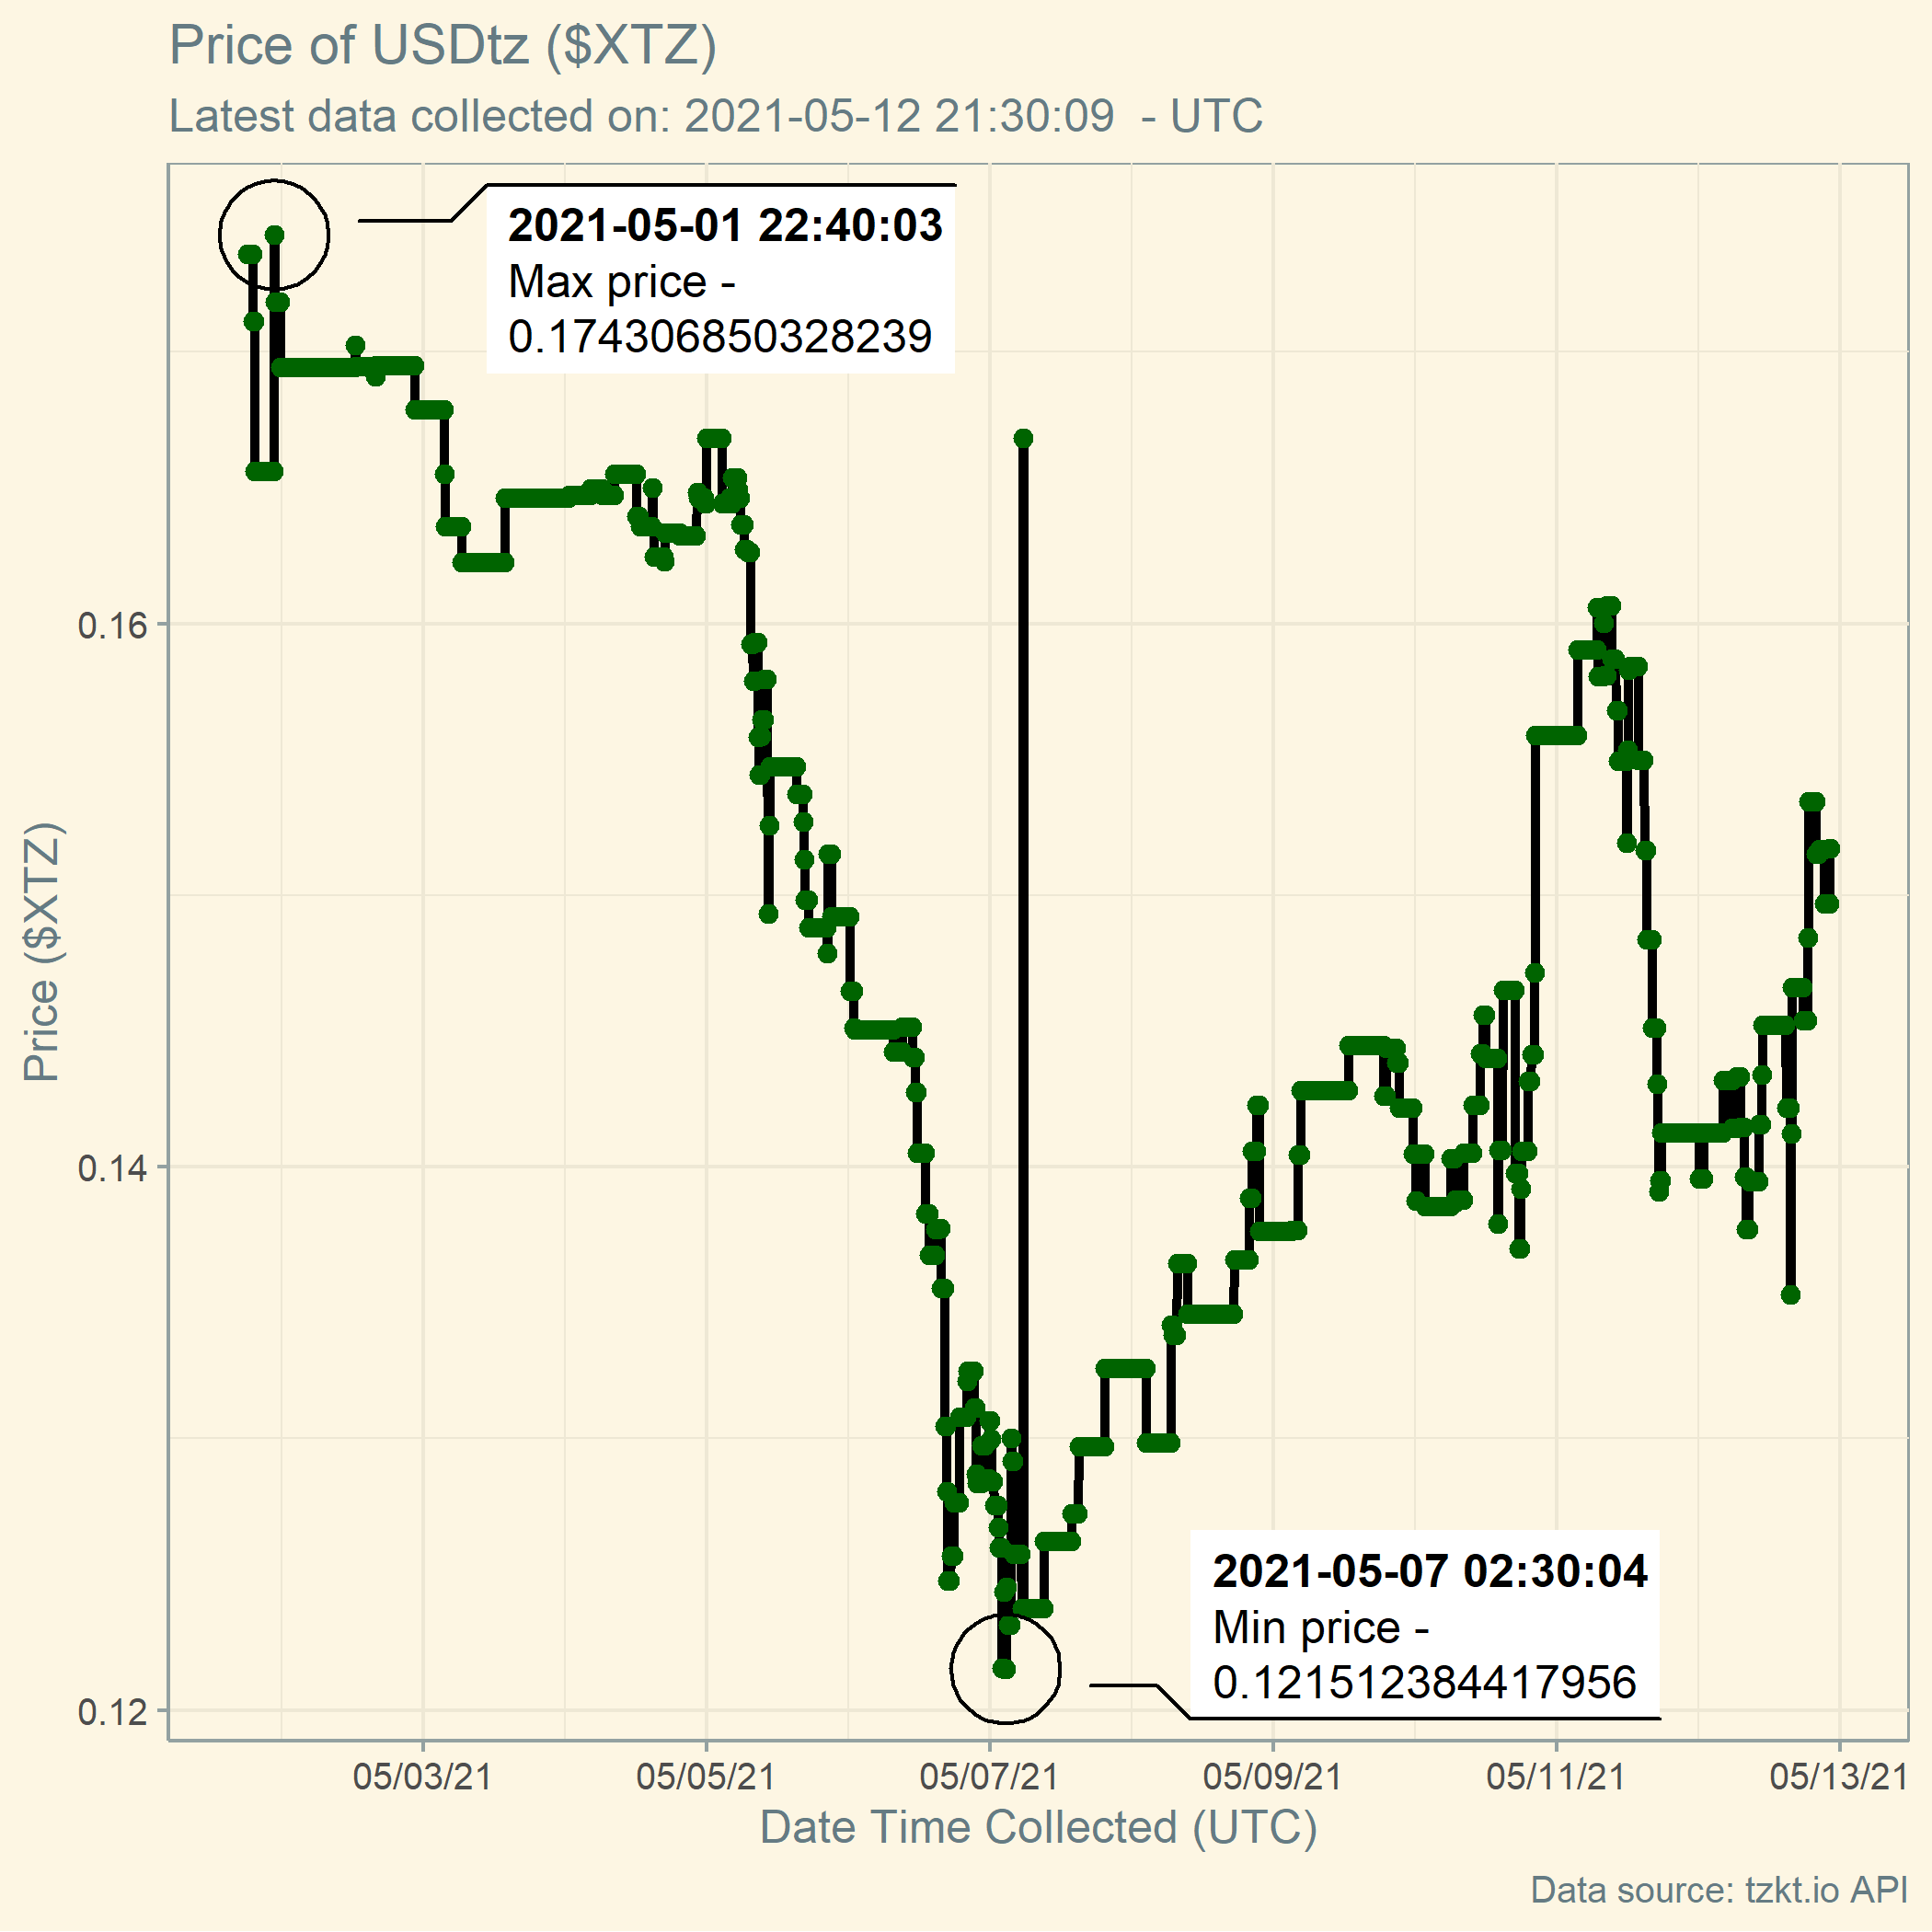 Price of USDtz ($XTZ)
Latest data collected on: 2021-05-12 21:30:09  - UTC
2021-05-01 22:40:03
Max price -
0.174306850328239
0.16
0.14
0.12
Price ($XTZ)
2021-05-07 02:30:04
Min price -
0.121512384417956
05/03/21
05/05/21
05/07/21
05/09/21
05/11/21
05/13/21
Date Time Collected (UTC)
Data source: tzkt.io API